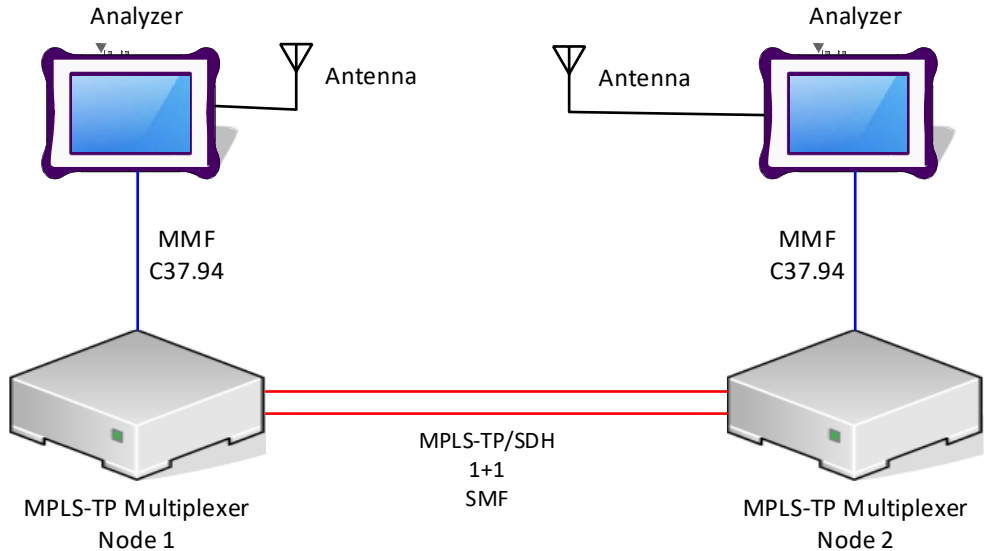 Analyzer
Analyzer
Antenna
Antenna
MMF
C37.94
MMF
C37.94
MPLS-TP/SDH
1+1
SMF
MPLS-TP Multiplexer
Node 1
MPLS-TP Multiplexer
Node 2